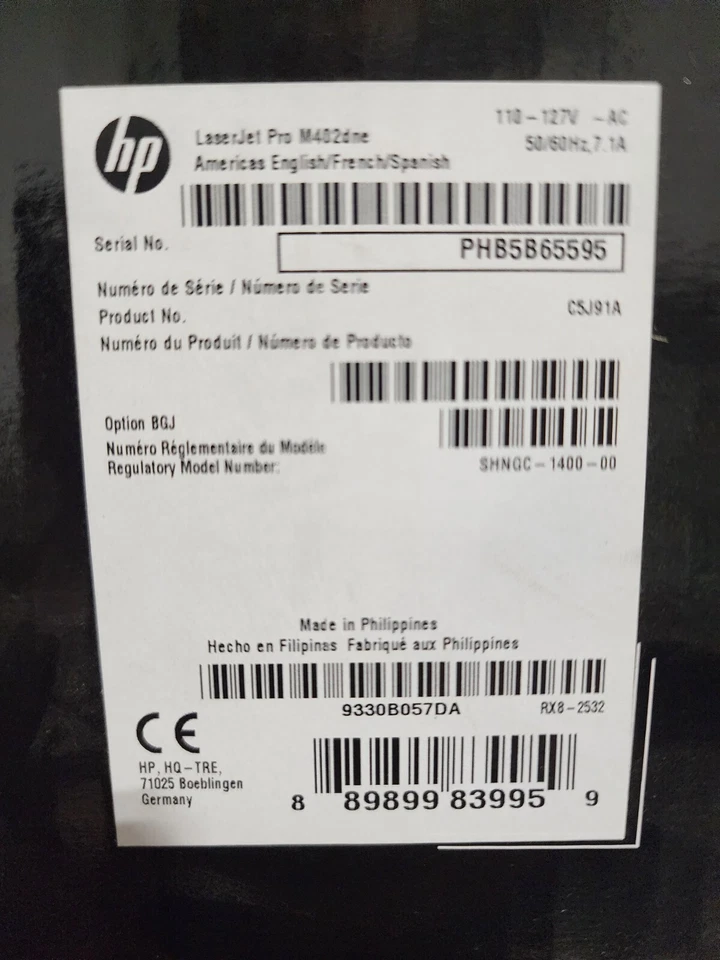 hp
LaserJet Pro M402dne
Americas English/French/Spanish
110-127V ~AC
50/60Hz,7.1A
Serial No.
PHB5B65595
Numéro de Série / Número de Serie
Product No.
C5J91A
Numéro du Produit / Número de Producto
Option BGJ
Numéro Réglementaire du Modèle
Regulatory Model Number:
SHNGC-1400-00
Made in Philippines
Hecho en Filipinas Fabriqué aux Philippines
9330B057DA
RX8-2532
CE
HP, HQ-TRE,
71025 Boeblingen
Germany
8 89899 83995 9